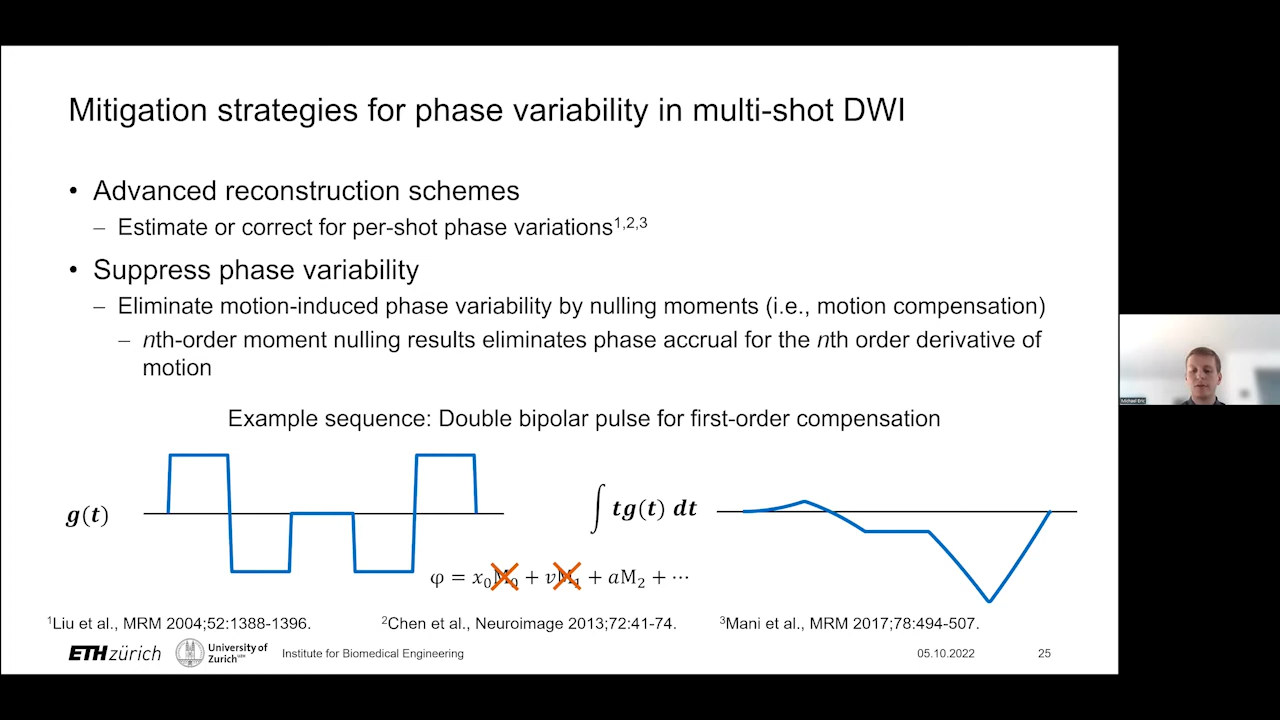 Mitigation strategies for phase variability in multi-shot DWI
• Advanced reconstruction schemes
– Estimate or correct for per-shot phase variations1,2,3
• Suppress phase variability
– Eliminate motion-induced phase variability by nulling moments (i.e., motion compensation)
– nth-order moment nulling results eliminates phase accrual for the nth order derivative of
motion
Example sequence: Double bipolar pulse for first-order compensation
g(t)
∫ tg(t) dt
φ = x₀M₀ + vM₁ + aM₂ + ⋯
1Liu et al., MRM 2004;52:1388-1396.
2Chen et al., Neuroimage 2013;72:41-74.
3Mani et al., MRM 2017;78:494-507.
ETH zürich
University of
Zurich
Institute for Biomedical Engineering
05.10.2022
25